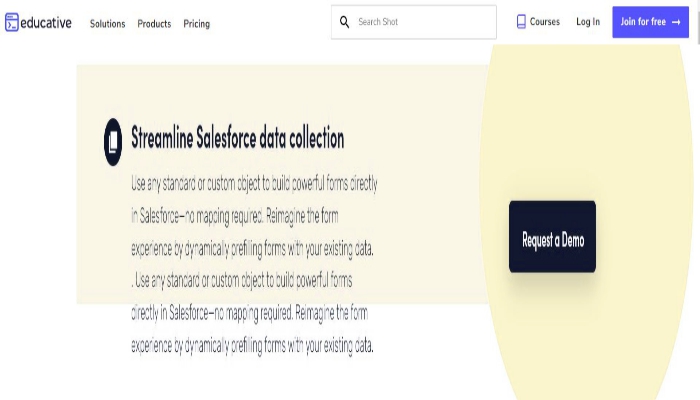 educative
Solutions Products Pricing
Search Shot
Courses Log In Join for free →
Streamline Salesforce data collection
Use any standard or custom object to build powerful forms directly
in Salesforce—no mapping required. Reimagine the form
experience by dynamically prefilling forms with your existing data.
. Use any standard or custom object to build powerful forms
directly in Salesforce—no mapping required. Reimagine the form
experience by dynamically prefilling forms with your existing data.
Request a Demo